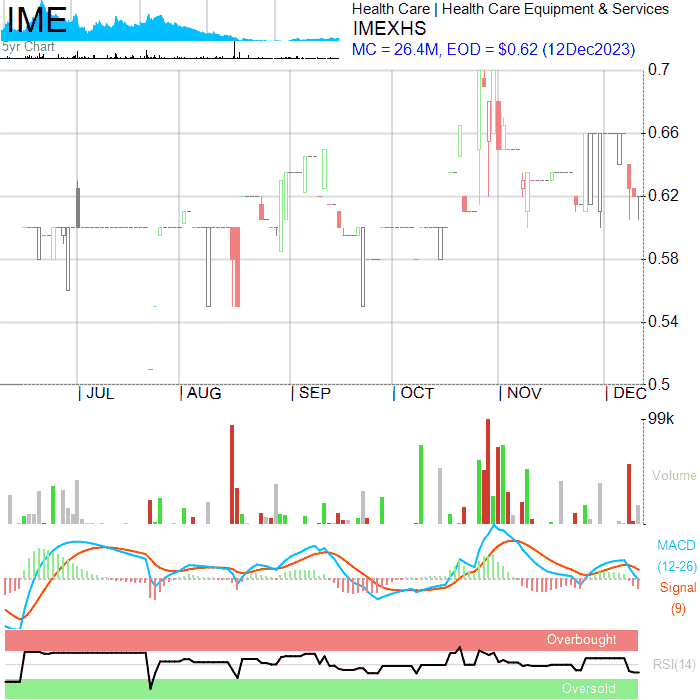 IME
5yr Chart
Health Care | Health Care Equipment & Services
IMEXHS
MC = 26.4M, EOD = $0.62 (12Dec2023)
0.7
0.66
0.62
0.58
0.54
0.5
| JUL | AUG | SEP | OCT | NOV | DEC
99k
Volume
MACD
(12-26)
Signal
(9)
Overbought
RSI(14)
Oversold